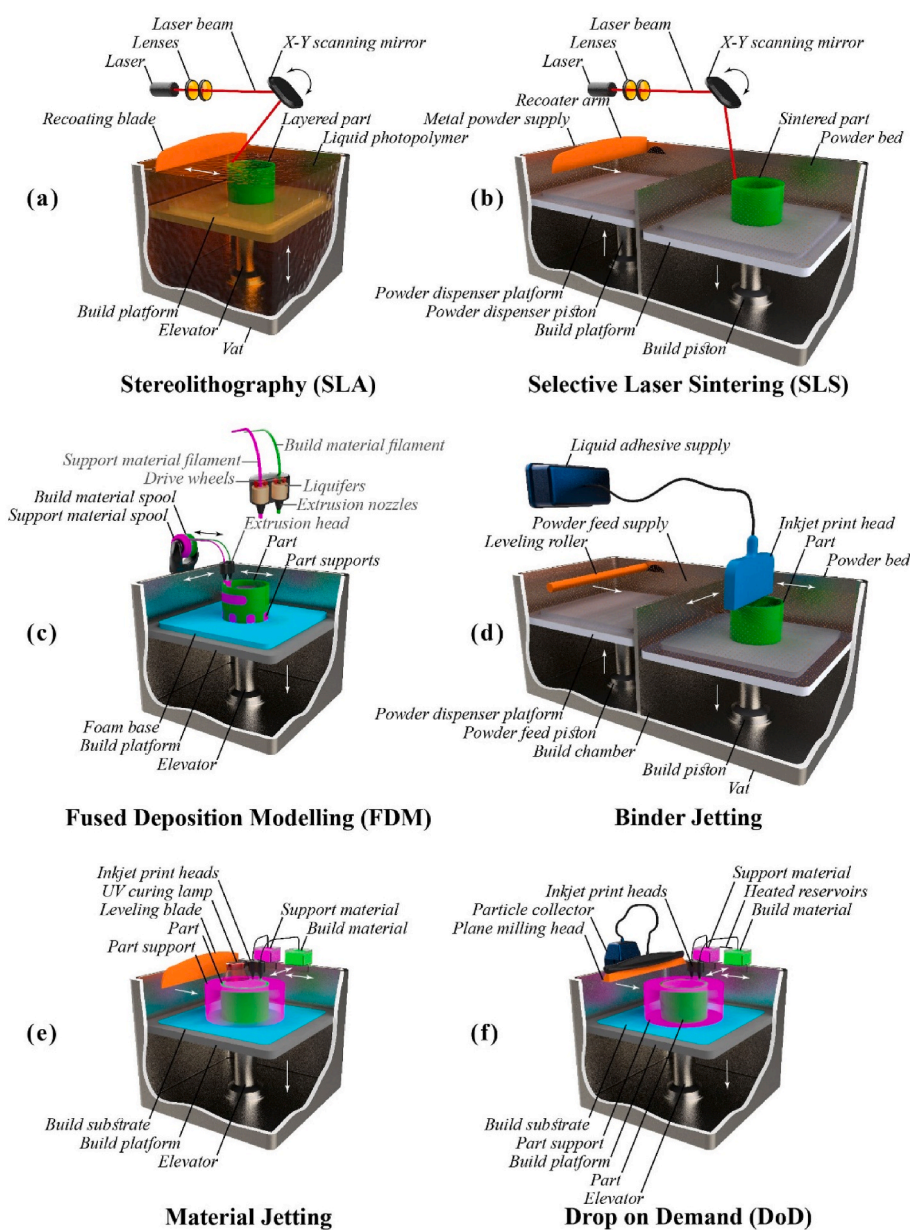 Laser beam
X-Y scanning mirror
Lenses
Laser
Recoating blade
Layered part
Liquid photopolymer
(a)
Build platform
Elevator
Vat
Stereolithography (SLA)
Laser beam
X-Y scanning mirror
Lenses
Laser
Recoater arm
Metal powder supply
Sintered part
Powder bed
(b)
Powder dispenser platform
Powder dispenser piston
Build platform
Build piston
Selective Laser Sintering (SLS)
Build material filament
Support material filament
Drive wheels
Liquifers
Build material spool
Extrusion nozzles
Support material spool
Extrusion head
Part
Part supports
(c)
Foam base
Build platform
Elevator
Fused Deposition Modelling (FDM)
Liquid adhesive supply
Powder feed supply
Leveling roller
Inkjet print head
Part
Powder bed
(d)
Powder dispenser platform
Powder feed piston
Build chamber
Build piston
Vat
Binder Jetting
Inkjet print heads
UV curing lamp
Leveling blade
Part
Part support
Support material
Build material
(e)
Build substrate
Build platform
Elevator
Material Jetting
Inkjet print heads
Particle collector
Plane milling head
Support material
Heated reservoirs
Build material
(f)
Build substrate
Part support
Build platform
Part
Elevator
Drop on Demand (DoD)